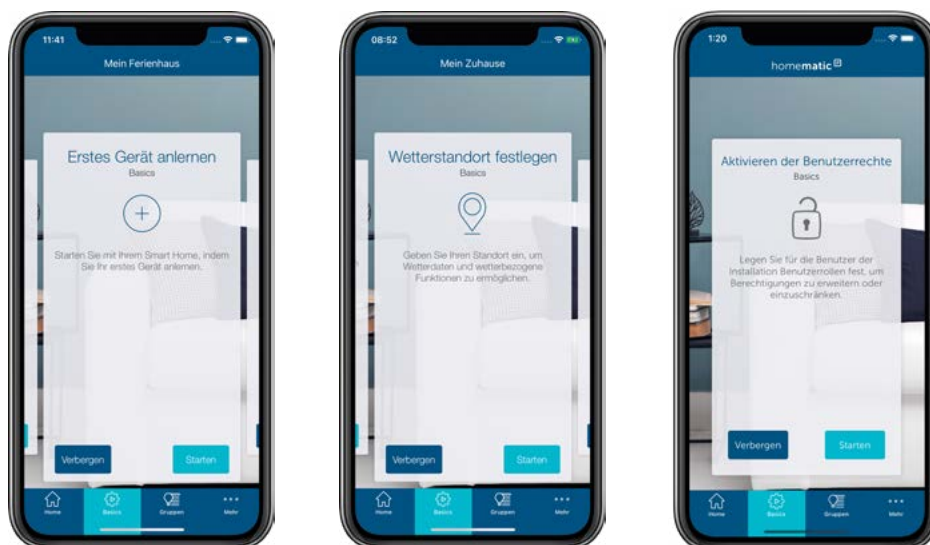 11:41
Mein Ferienhaus
Erstes Gerät anlernen
Basics
Starten Sie mit Ihrem Smart Home, indem
Sie Ihr erstes Gerät anlernen.
Verbergen
Starten
Home
Basics
Gruppen
Mehr
08:52
Mein Zuhause
Wetterstandort festlegen
Basics
Geben Sie Ihren Standort ein, um
Wetterdaten und wetterbezogene
Funktionen zu ermöglichen.
Verbergen
Starten
Home
Basics
Gruppen
Mehr
1:20
homematic IP
Aktivieren der Benutzerrechte
Basics
Legen Sie für die Benutzer der
Installation Benutzerrollen fest, um
Berechtigungen zu erweitern oder
einzuschränken.
Verbergen
Starten
Home
Basics
Gruppen
Mehr